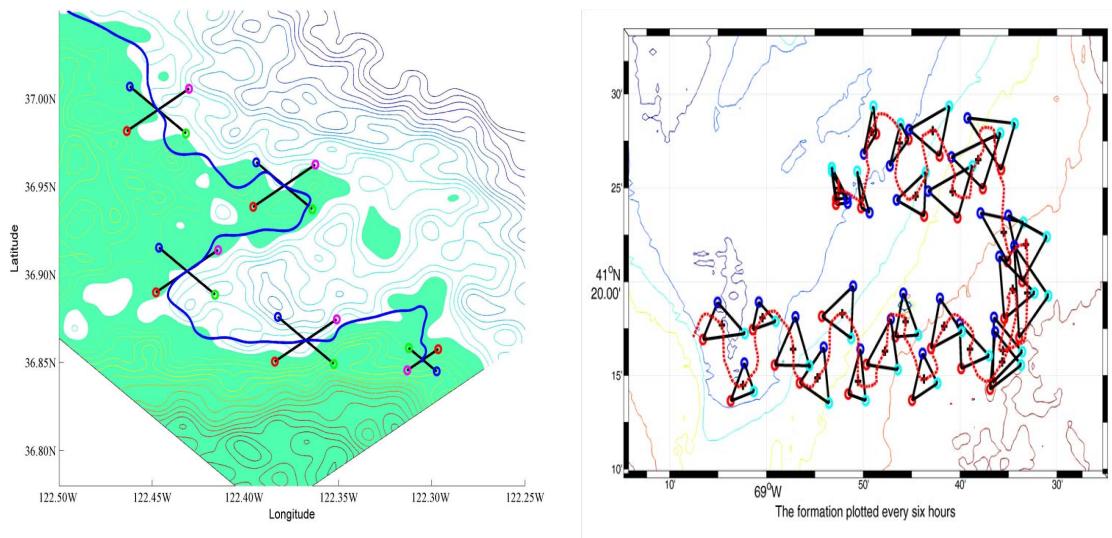 37.00N
36.95N
36.90N
36.85N
36.80N
Latitude
122.50W 122.45W 122.40W 122.35W 122.30W 122.25W
Longitude
30'
25'
41°N
20.00'
15'
10'
10' 69°W 50' 40' 30'
The formation plotted every six hours